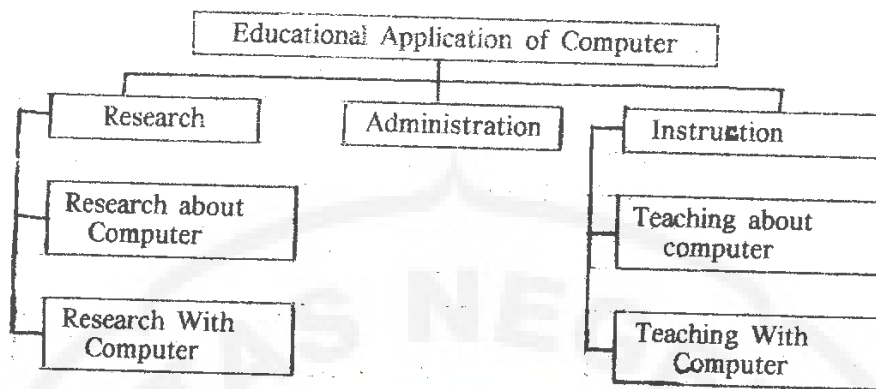 Educational Application of Computer
Research
Administration
Instruction
Research about
Computer
Teaching about
computer
Research With
Computer
Teaching With
Computer